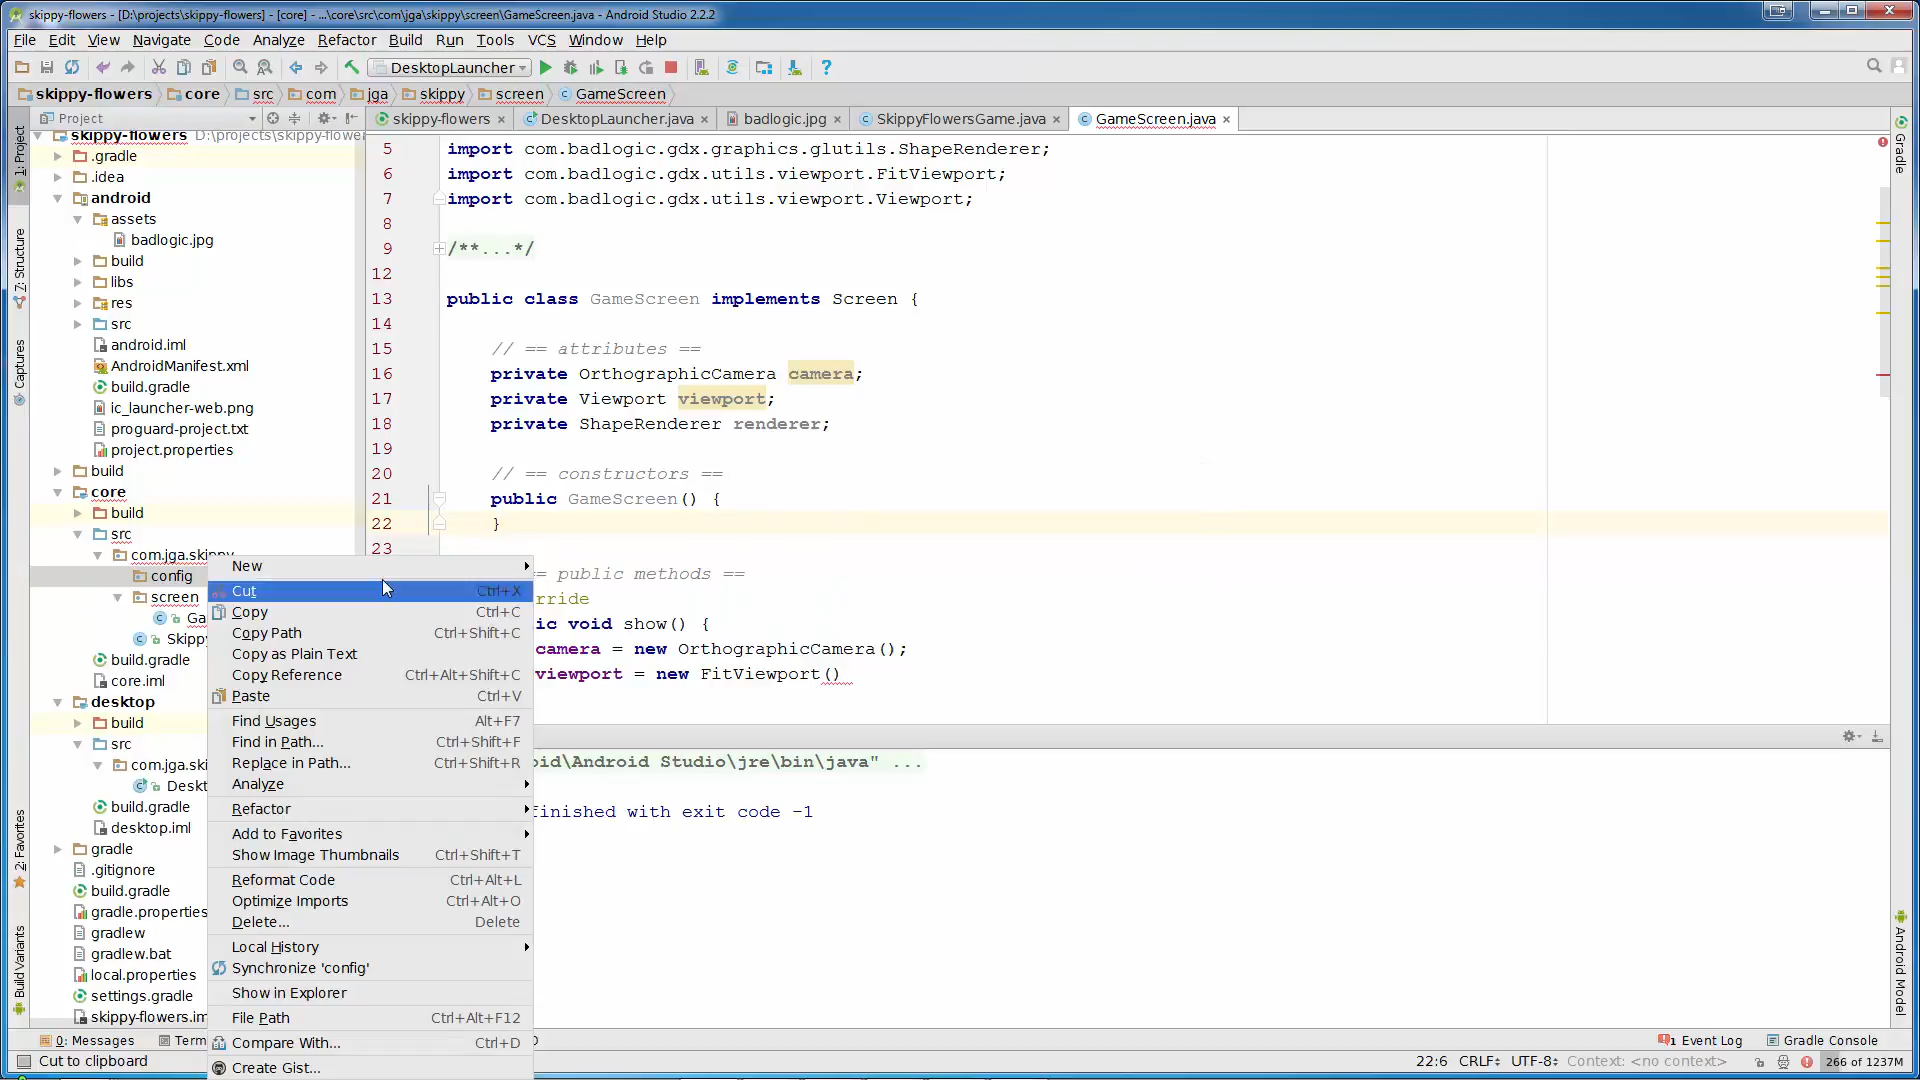 skippy-flowers - [D:\projects\skippy-flowers] - [core] - ...\core\src\com\jga\skippy\screen\GameScreen.java - Android Studio 2.2.2
File Edit View Navigate Code Analyze Refactor Build Run Tools VCS Window Help
DesktopLauncher
skippy-flowers core src com jga skippy screen GameScreen
Project
skippy-flowers DesktopLauncher.java badlogic.jpg SkippyFlowersGame.java GameScreen.java
1: Project
7: Structure
Captures
2: Favorites
Build Variants
skippy-flowers D:\projects\skippy-flowe
.gradle
.idea
android
assets
badlogic.jpg
build
libs
res
src
android.iml
AndroidManifest.xml
build.gradle
ic_launcher-web.png
proguard-project.txt
project.properties
build
core
build
src
com.jga.skippy
config
screen
Ga
Skippy
build.gradle
core.iml
desktop
build
src
com.jga.sk
Deskt
build.gradle
desktop.iml
gradle
.gitignore
build.gradle
gradle.properties
gradlew
gradlew.bat
local.properties
settings.gradle
skippy-flowers.im
New
Cut Ctrl+X
Copy Ctrl+C
Copy Path Ctrl+Shift+C
Copy as Plain Text
Copy Reference Ctrl+Alt+Shift+C
Paste Ctrl+V
Find Usages Alt+F7
Find in Path... Ctrl+Shift+F
Replace in Path... Ctrl+Shift+R
Analyze
Refactor
Add to Favorites
Show Image Thumbnails Ctrl+Shift+T
Reformat Code Ctrl+Alt+L
Optimize Imports Ctrl+Alt+O
Delete... Delete
Local History
Synchronize 'config'
Show in Explorer
File Path Ctrl+Alt+F12
Compare With... Ctrl+D
Create Gist...
5 import com.badlogic.gdx.graphics.glutils.ShapeRenderer;
6 import com.badlogic.gdx.utils.viewport.FitViewport;
7 import com.badlogic.gdx.utils.viewport.Viewport;
8
9 /**...*/
12
13 public class GameScreen implements Screen {
14
15 // == attributes ==
16 private OrthographicCamera camera;
17 private Viewport viewport;
18 private ShapeRenderer renderer;
19
20 // == constructors ==
21 public GameScreen() {
22 }
23
== public methods ==
rride
ic void show() {
camera = new OrthographicCamera();
viewport = new FitViewport()
oid\Android Studio\jre\bin\java" ...
finished with exit code -1
Gradle
Android Model
0: Messages Term
Event Log Gradle Console
Cut to clipboard
22:6 CRLF UTF-8 Context: <no context> 266 of 1237M